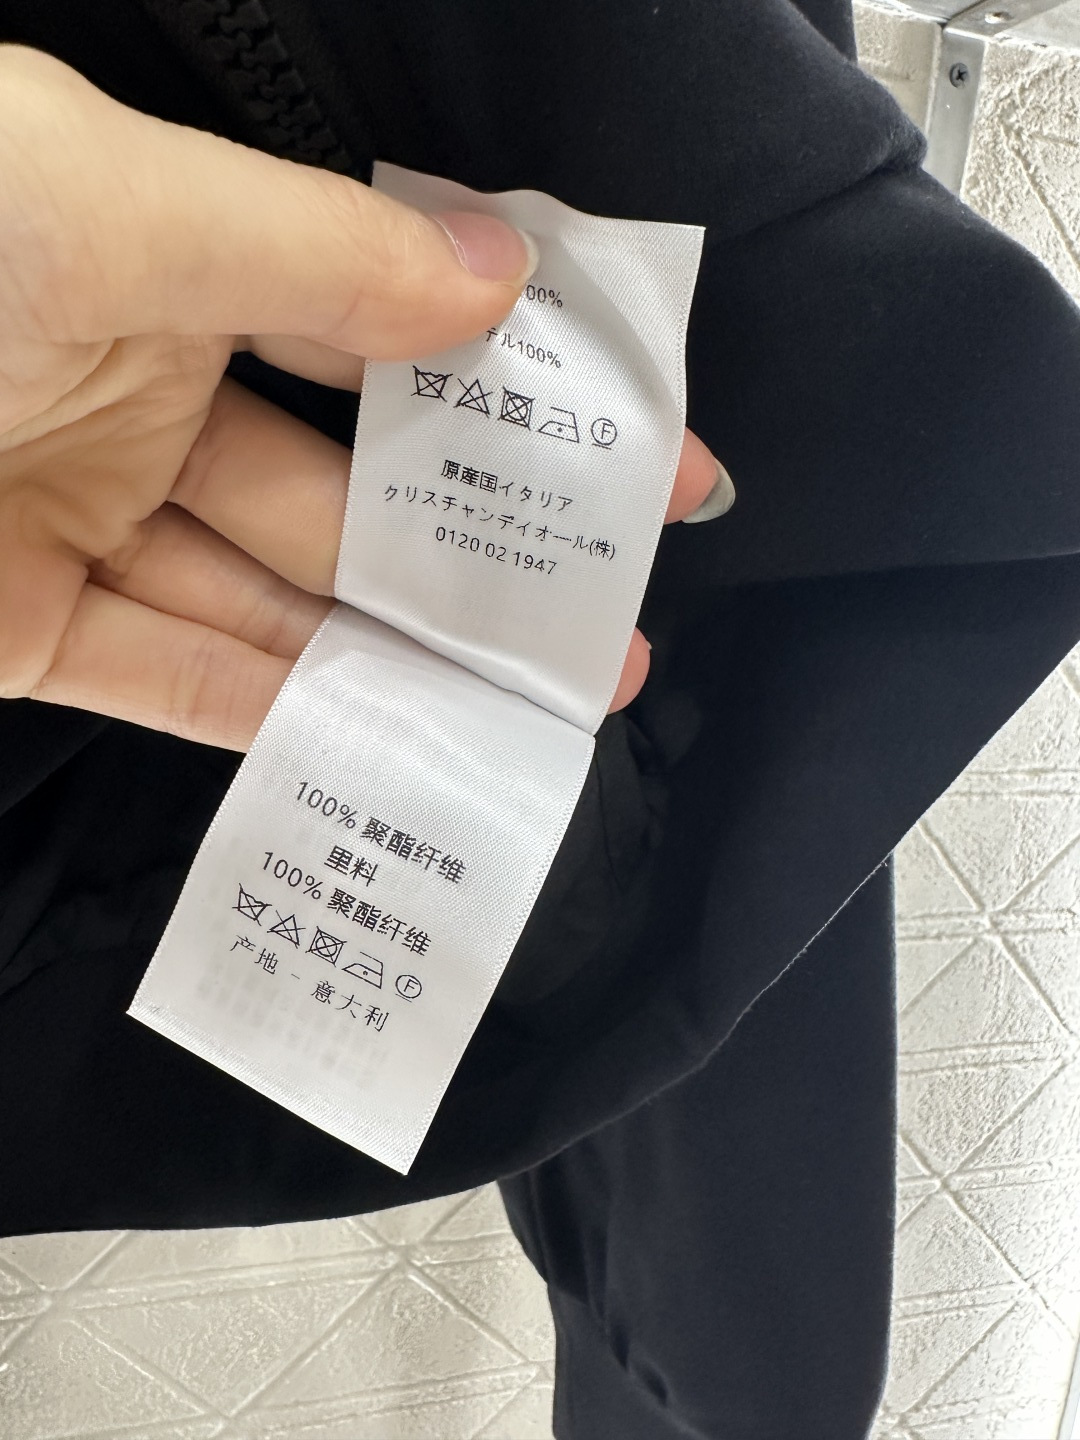 00%
テル100%
F
原産国イタリア
クリスチャンディオール(株)
0120 02 1947
100% 聚酯纤维
里料
100% 聚酯纤维
F
产地 - 意大利